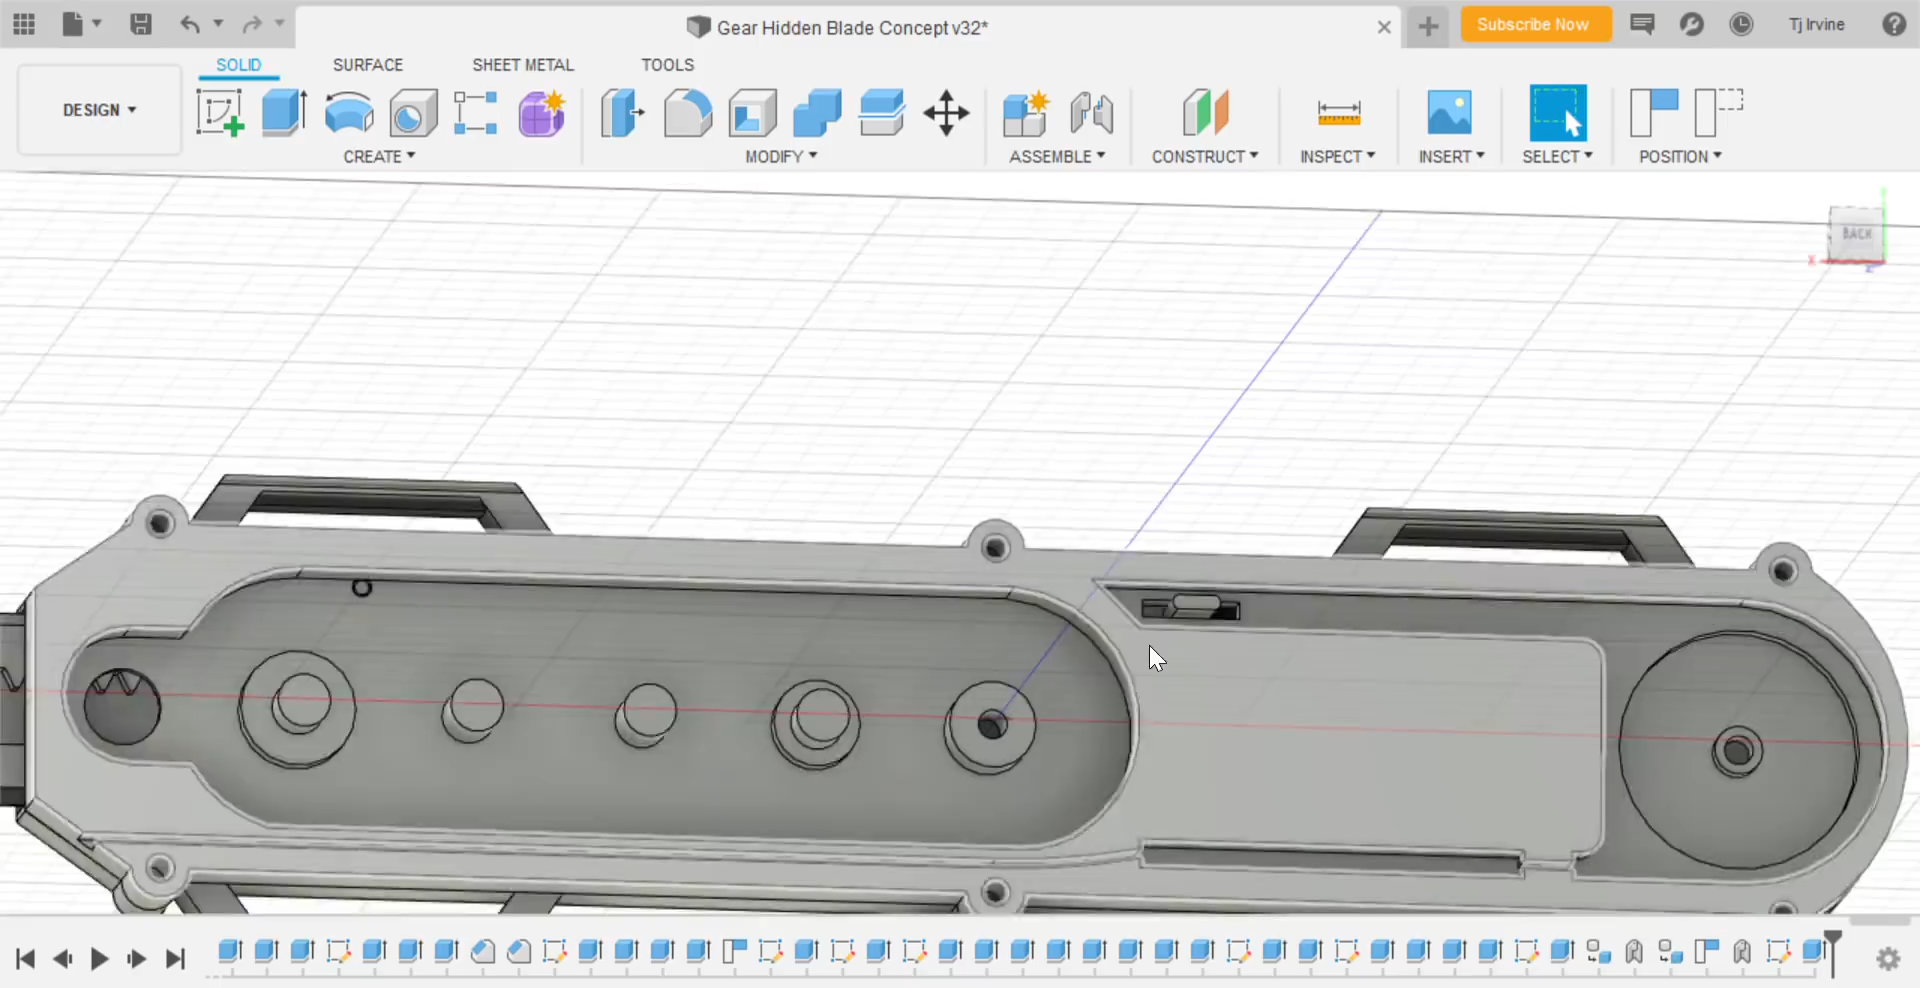 Gear Hidden Blade Concept v32*
Subscribe Now
Tj Irvine
SOLID
SURFACE
SHEET METAL
TOOLS
DESIGN
CREATE
MODIFY
ASSEMBLE
CONSTRUCT
INSPECT
INSERT
SELECT
POSITION
BACK
X
Z